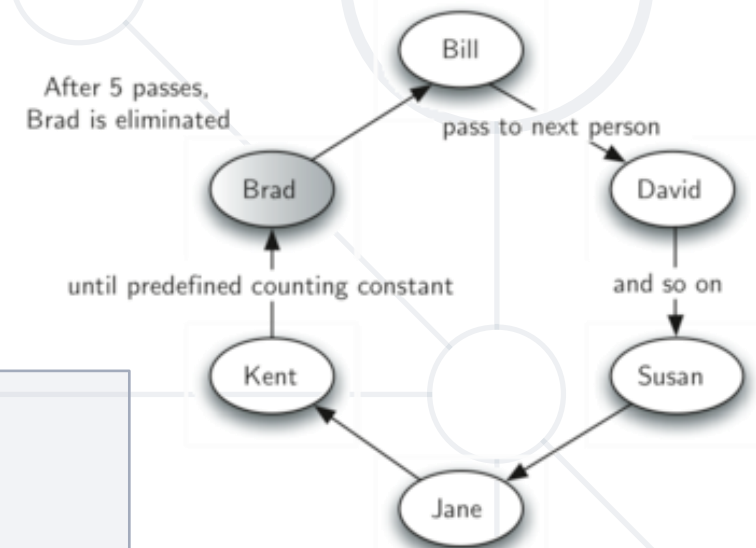 Bill
After 5 passes,
Brad is eliminated
pass to next person
Brad
David
until predefined counting constant
and so on
Kent
Susan
Jane